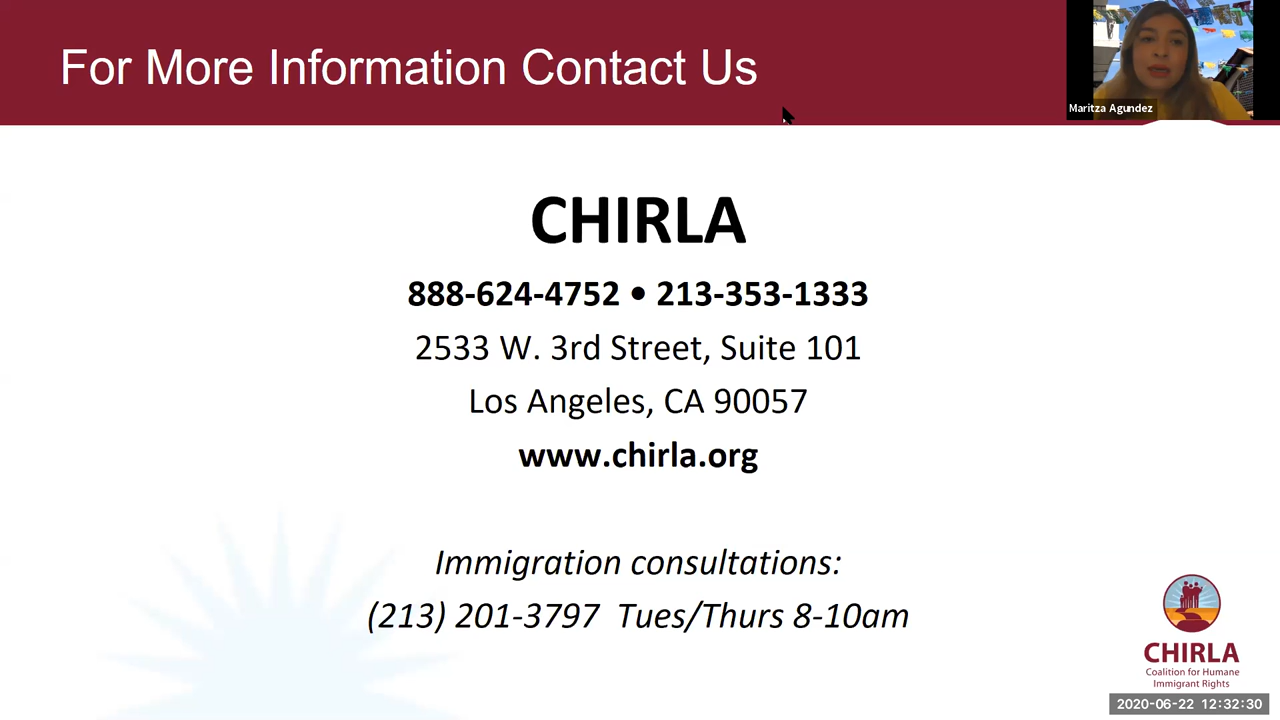 For More Information Contact Us
Maritza Agundez
CHIRLA
888-624-4752 • 213-353-1333
2533 W. 3rd Street, Suite 101
Los Angeles, CA 90057
www.chirla.org
Immigration consultations:
(213) 201-3797 Tues/Thurs 8-10am
CHIRLA
Coalition for Humane
Immigrant Rights
2020-06-22 12:32:30